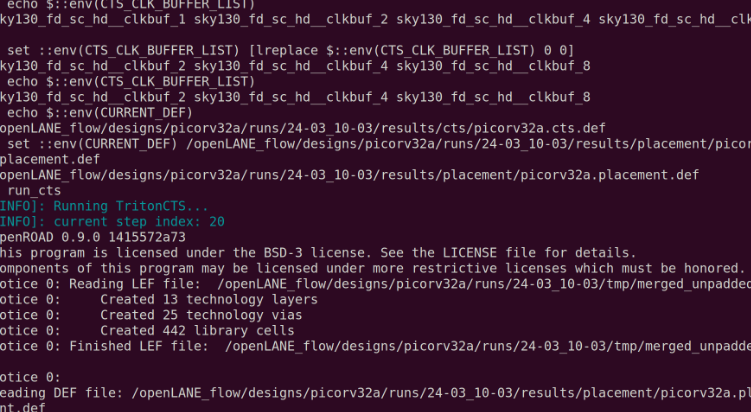 echo $::env(CTS_CLK_BUFFER_LIST)
ky130_fd_sc_hd__clkbuf_1 sky130_fd_sc_hd__clkbuf_2 sky130_fd_sc_hd__clkbuf_4 sky130_fd_sc_hd__clk
set ::env(CTS_CLK_BUFFER_LIST) [lreplace $::env(CTS_CLK_BUFFER_LIST) 0 0]
ky130_fd_sc_hd__clkbuf_2 sky130_fd_sc_hd__clkbuf_4 sky130_fd_sc_hd__clkbuf_8
echo $::env(CTS_CLK_BUFFER_LIST)
ky130_fd_sc_hd__clkbuf_2 sky130_fd_sc_hd__clkbuf_4 sky130_fd_sc_hd__clkbuf_8
echo $::env(CURRENT_DEF)
openLANE_flow/designs/picorv32a/runs/24-03_10-03/results/cts/picorv32a.cts.def
set ::env(CURRENT_DEF) /openLANE_flow/designs/picorv32a/runs/24-03_10-03/results/placement/picor
placement.def
openLANE_flow/designs/picorv32a/runs/24-03_10-03/results/placement/picorv32a.placement.def
run_cts
INFO]: Running TritonCTS...
INFO]: current step index: 20
penROAD 0.9.0 1415572a73
his program is licensed under the BSD-3 license. See the LICENSE file for details.
omponents of this program may be licensed under more restrictive licenses which must be honored.
otice 0: Reading LEF file:  /openLANE_flow/designs/picorv32a/runs/24-03_10-03/tmp/merged_unpadded
otice 0:     Created 13 technology layers
otice 0:     Created 25 technology vias
otice 0:     Created 442 library cells
otice 0: Finished LEF file:  /openLANE_flow/designs/picorv32a/runs/24-03_10-03/tmp/merged_unpadde
otice 0:
eading DEF file: /openLANE_flow/designs/picorv32a/runs/24-03_10-03/results/placement/picorv32a.pl
nt.def